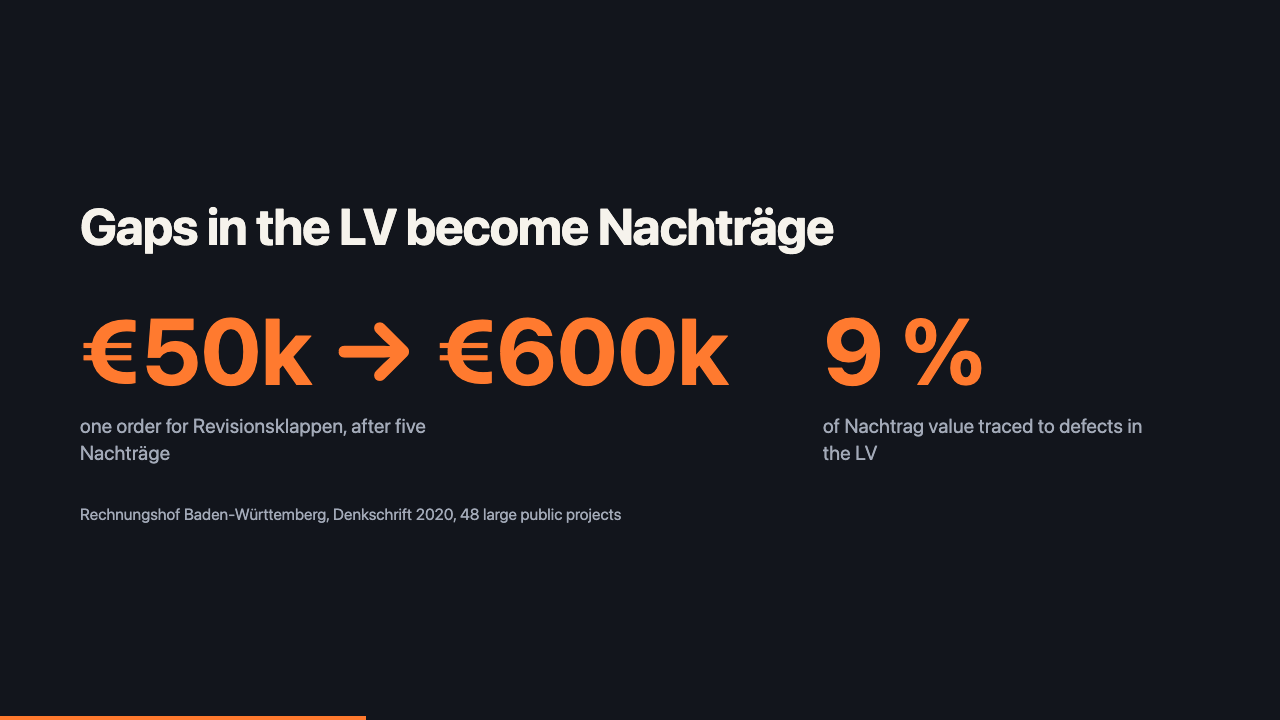 Gaps in the LV become Nachträge
€50k → €600k
9 %
one order for Revisionsklappen, after five
Nachträge
of Nachtrag value traced to defects in
the LV
Rechnungshof Baden-Württemberg, Denkschrift 2020, 48 large public projects